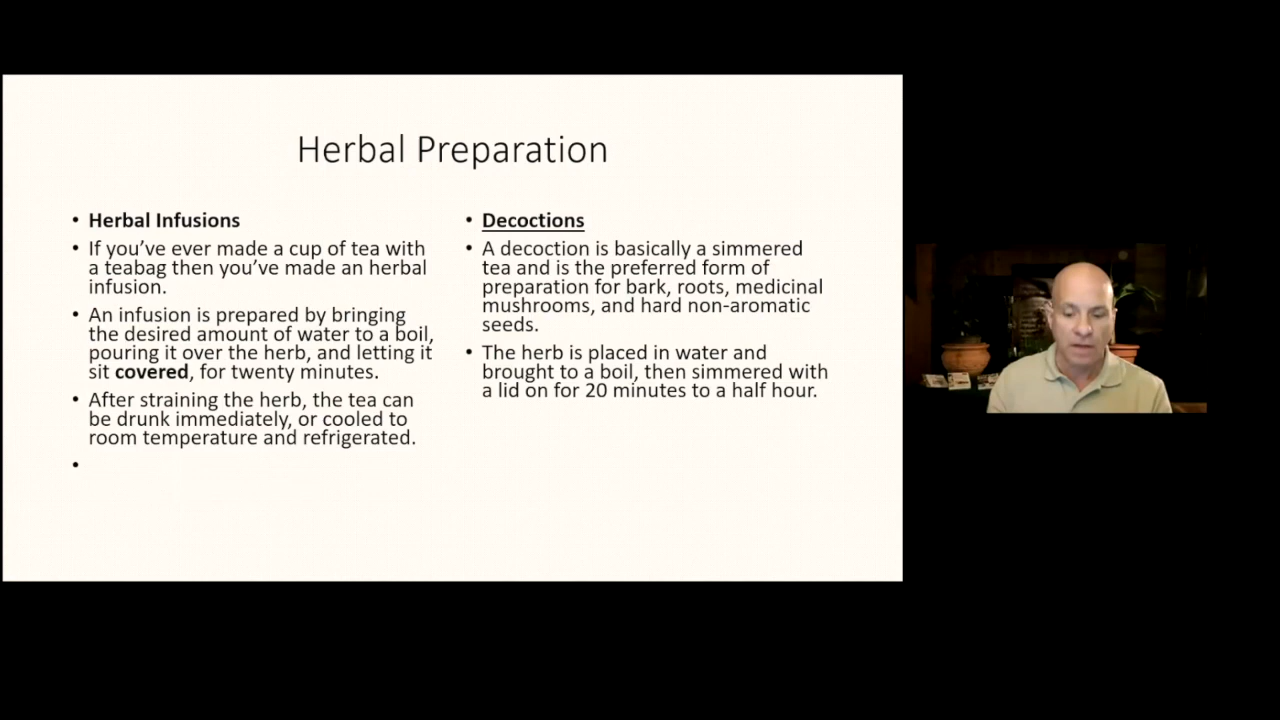 Herbal Preparation
• Herbal Infusions
• If you've ever made a cup of tea with
a teabag then you've made an herbal
infusion.
• An infusion is prepared by bringing
the desired amount of water to a boil,
pouring it over the herb, and letting it
sit covered, for twenty minutes.
• After straining the herb, the tea can
be drunk immediately, or cooled to
room temperature and refrigerated.
•
• Decoctions
• A decoction is basically a simmered
tea and is the preferred form of
preparation for bark, roots, medicinal
mushrooms, and hard non-aromatic
seeds.
• The herb is placed in water and
brought to a boil, then simmered with
a lid on for 20 minutes to a half hour.